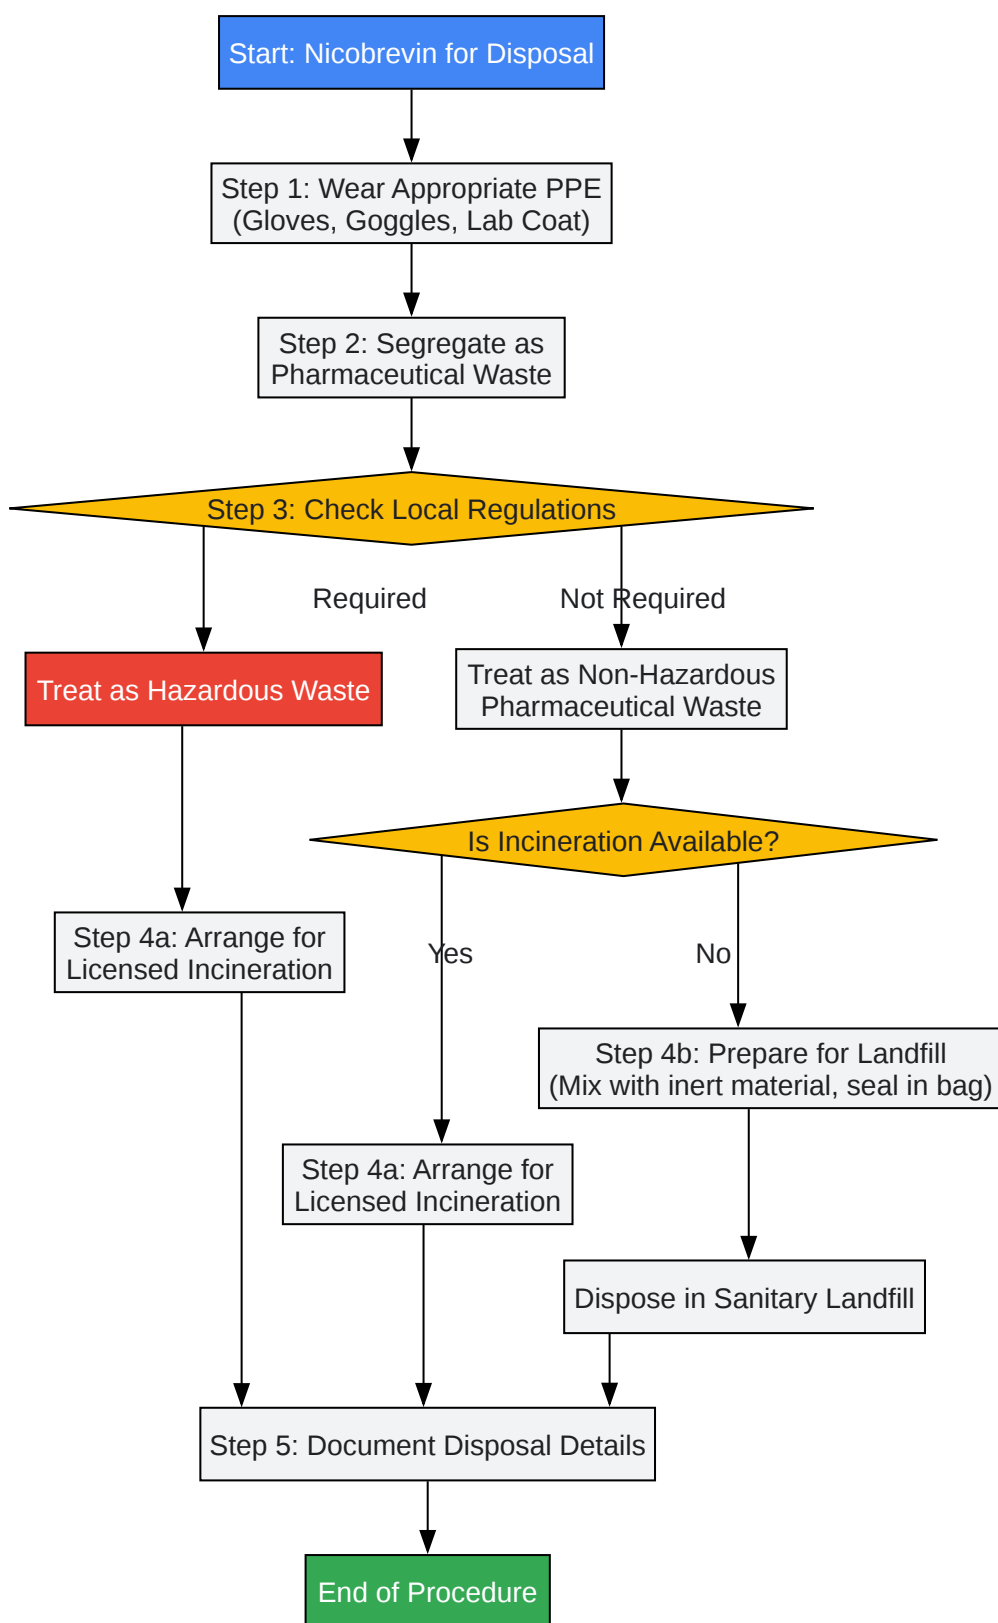 Start: Nicobrevin for Disposal
Step 1: Wear Appropriate PPE
(Gloves, Goggles, Lab Coat)
Step 2: Segregate as
Pharmaceutical Waste
Step 3: Check Local Regulations
Required
Not Required
Treat as Hazardous Waste
Treat as Non-Hazardous
Pharmaceutical Waste
Is Incineration Available?
Step 4a: Arrange for
Licensed Incineration
Yes
No
Step 4b: Prepare for Landfill
(Mix with inert material, seal in bag)
Step 4a: Arrange for
Licensed Incineration
Dispose in Sanitary Landfill
Step 5: Document Disposal Details
End of Procedure